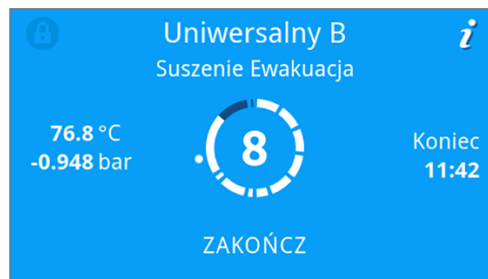 Uniwersalny B
i
Suszenie Ewakuacja
76.8 °C
-0.948 bar
8
Koniec
11:42
ZAKOŃCZ